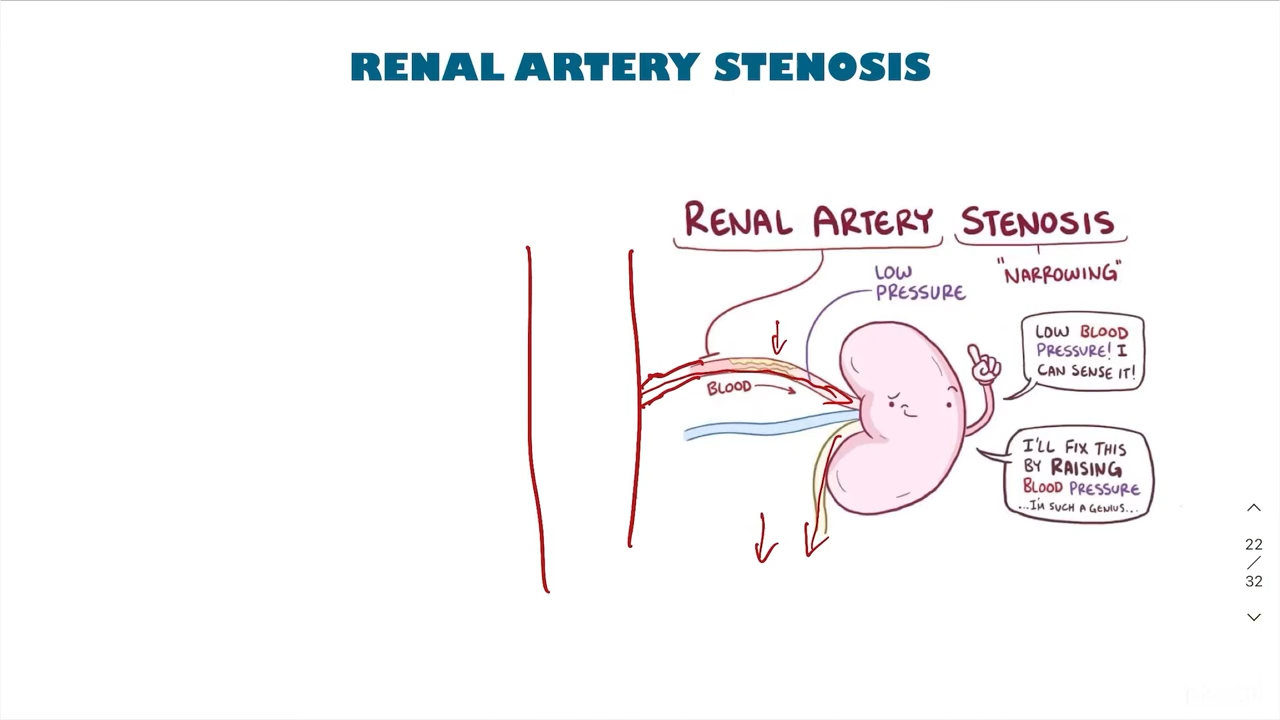 RENAL ARTERY STENOSIS
RENAL ARTERY STENOSIS
"NARROWING"
LOW
PRESSURE
BLOOD
LOW BLOOD
PRESSURE! I
CAN SENSE IT!
I'LL FIX THIS
BY RAISING
BLOOD PRESSURE
...I'M SUCH A GENIUS...
22
/
32